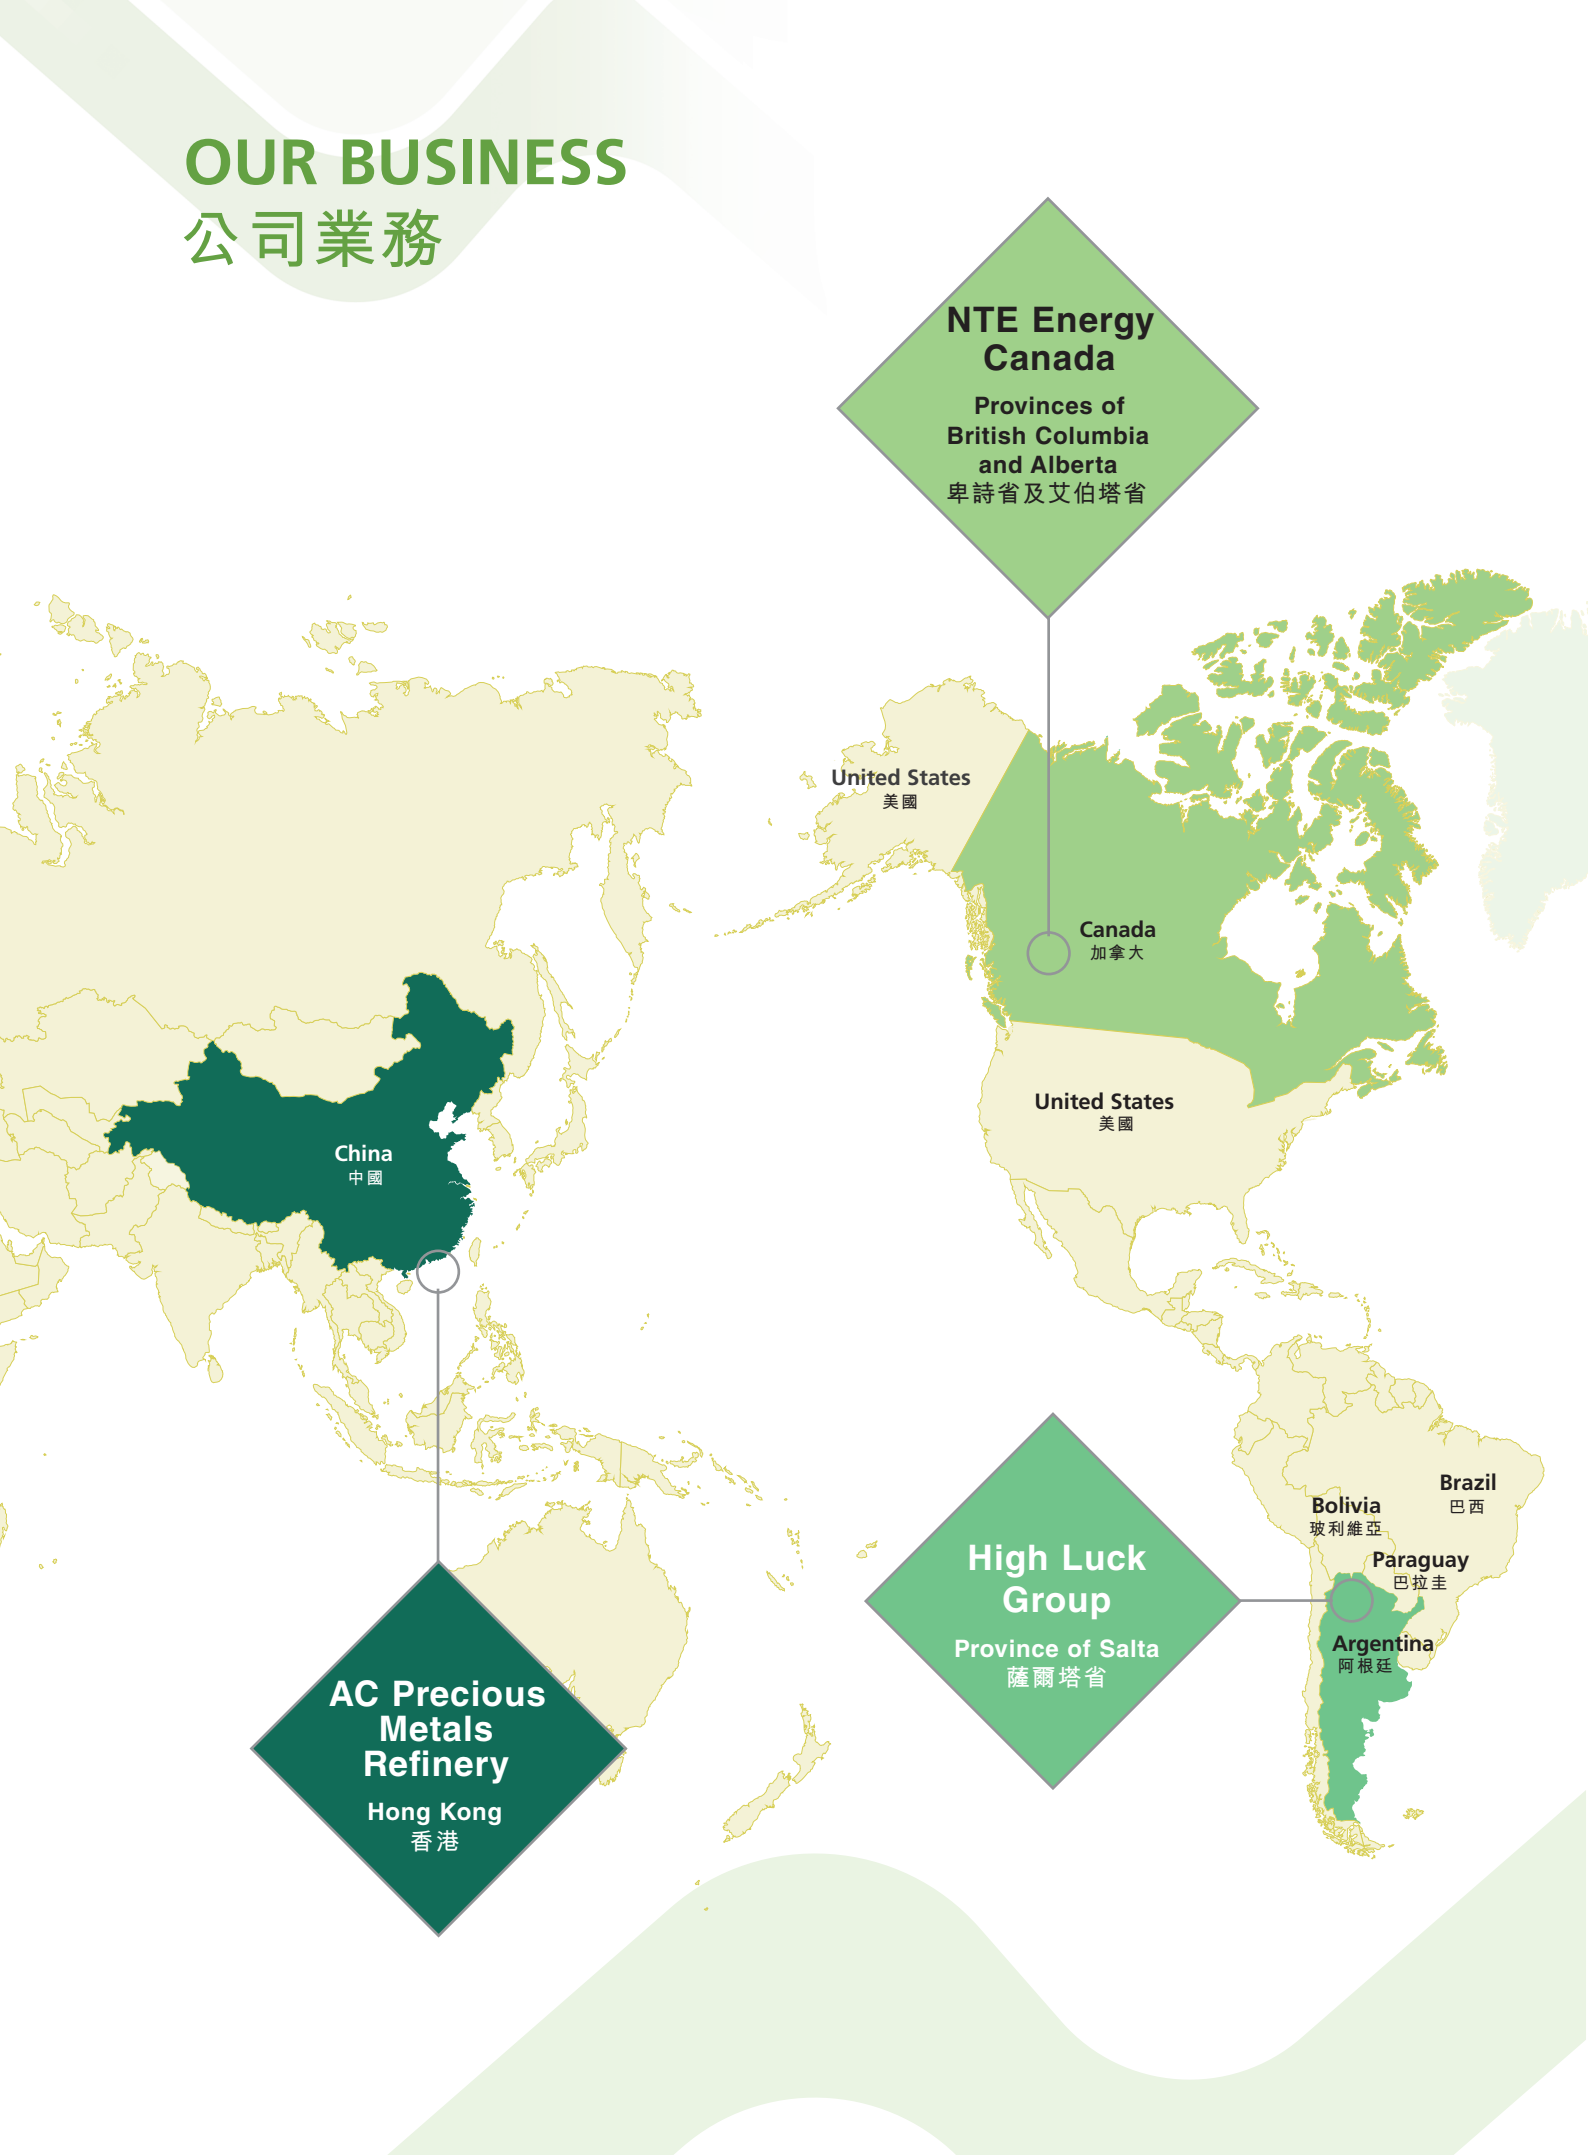 OUR BUSINESS
公司業務
NTE Energy
Canada
Provinces of
British Columbia
and Alberta
卑詩省及艾伯塔省
United States
美國
Canada
加拿大
United States
美國
China
中國
Brazil
巴西
Bolivia
玻利維亞
Paraguay
巴拉圭
Argentina
阿根廷
High Luck
Group
Province of Salta
薩爾塔省
AC Precious
Metals
Refinery
Hong Kong
香港